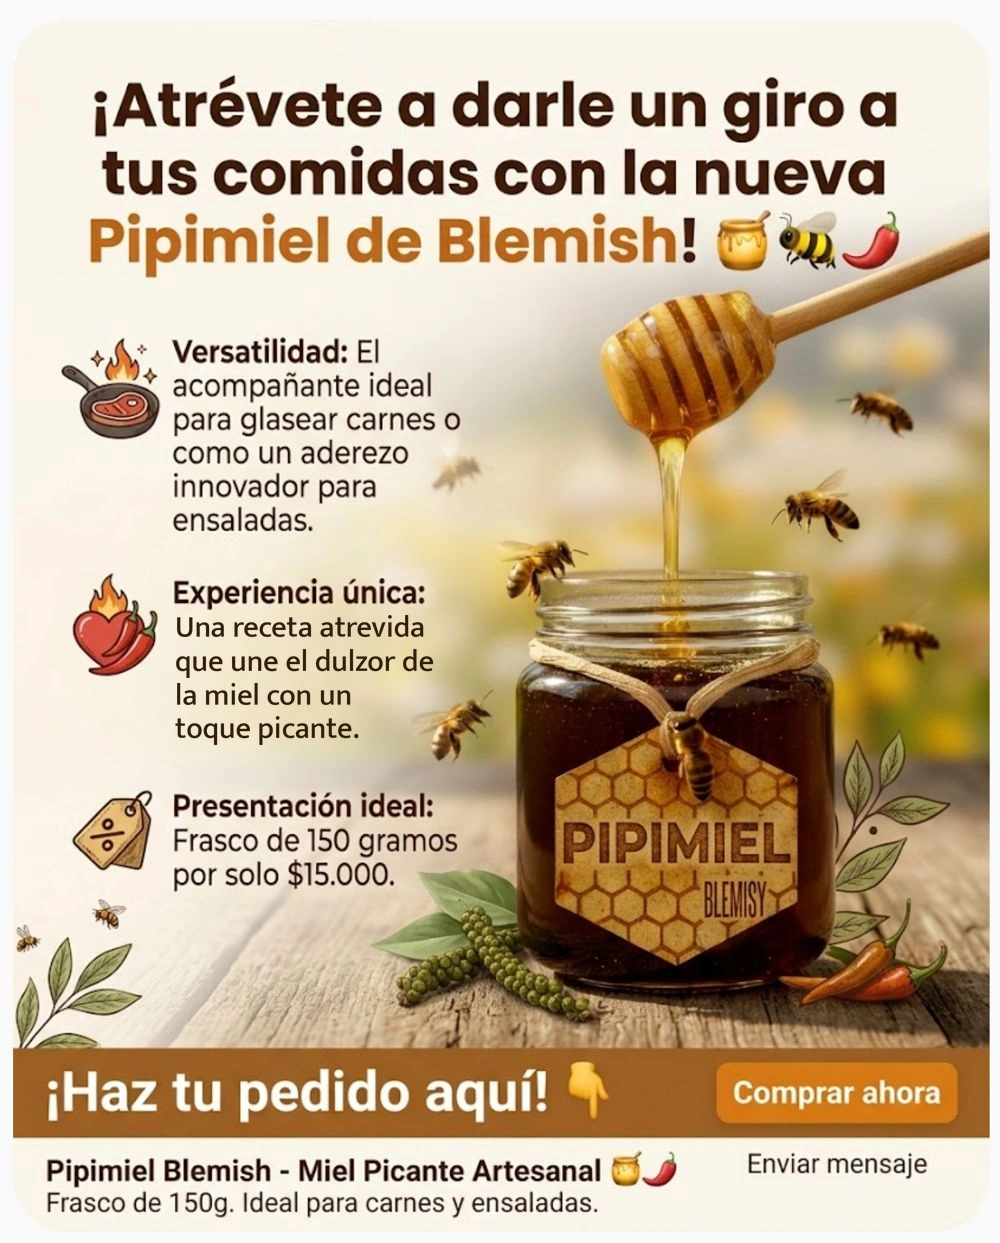 ¡Atrévete a darle un giro a
tus comidas con la nueva
Pipimiel de Blemish! 🍯🐝🌶️
Versatilidad: El
acompañante ideal
para glasear carnes o
como un aderezo
innovador para
ensaladas.
Experiencia única:
Una receta atrevida
que une el dulzor de
la miel con un
toque picante.
Presentación ideal:
Frasco de 150 gramos
por solo $15.000.
PIPIMIEL
BLEMISY
¡Haz tu pedido aquí! 👇
Comprar ahora
Pipimiel Blemish - Miel Picante Artesanal 🍯🌶️
Enviar mensaje
Frasco de 150g. Ideal para carnes y ensaladas.